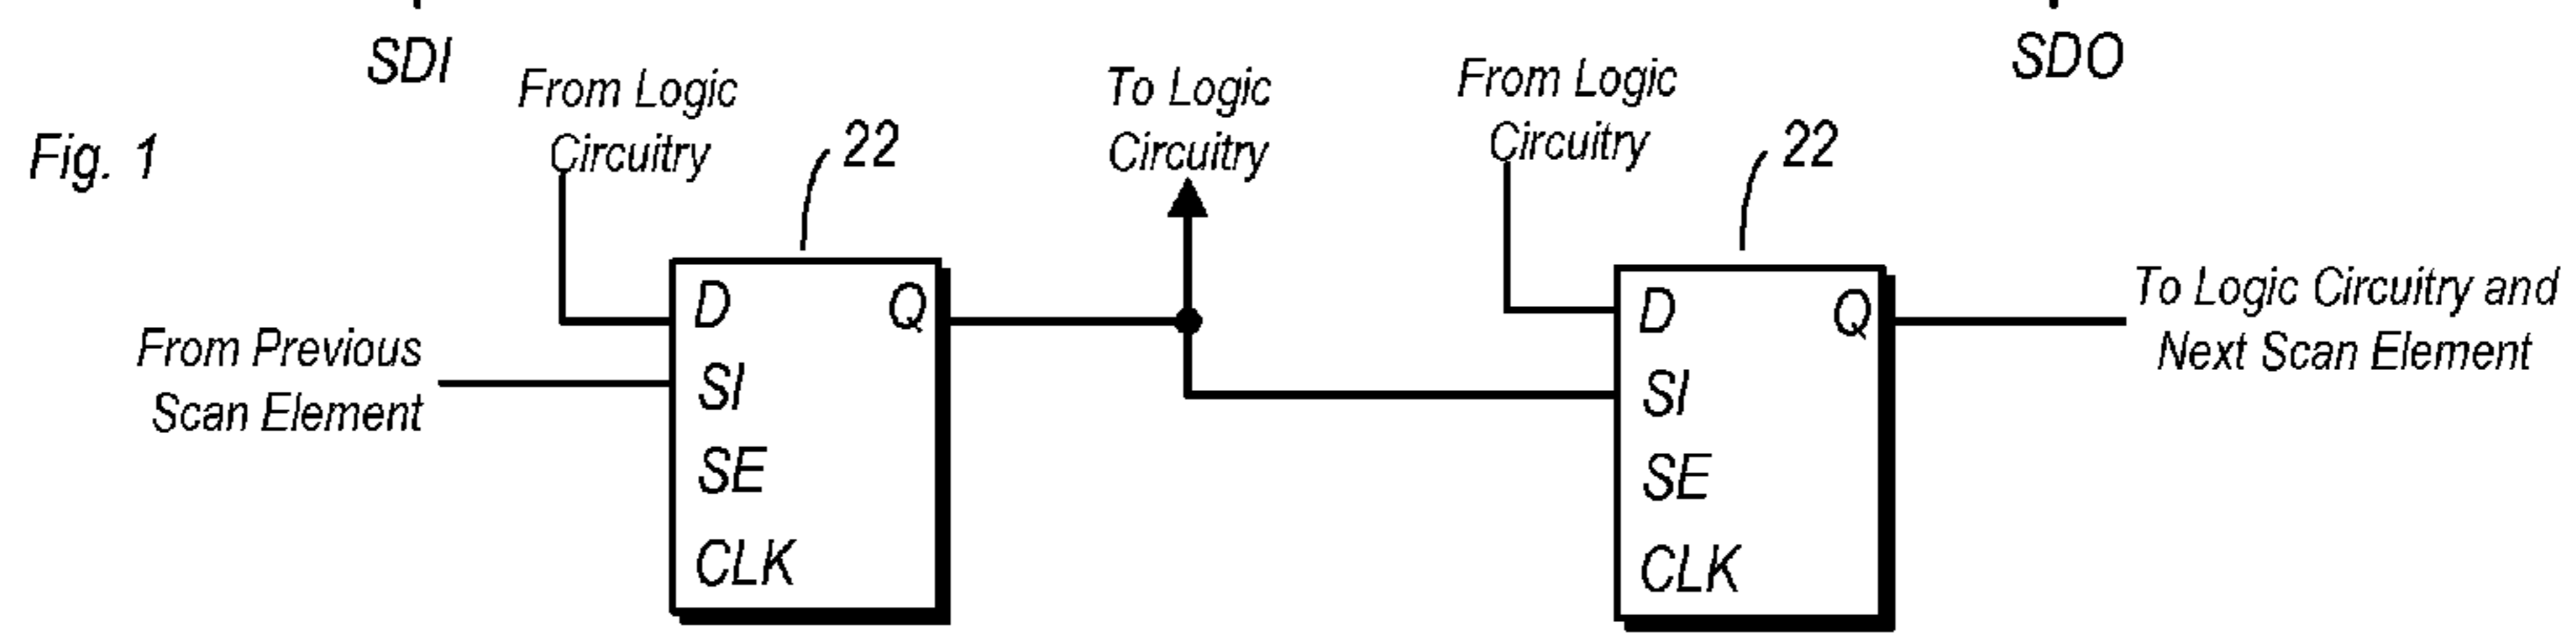 SDI
SDO
Fig. 1
From Logic
Circuitry
22
To Logic
Circuitry
From Logic
Circuitry
22
From Previous
Scan Element
D
Q
SI
SE
CLK
D
Q
SI
SE
CLK
To Logic Circuitry and
Next Scan Element